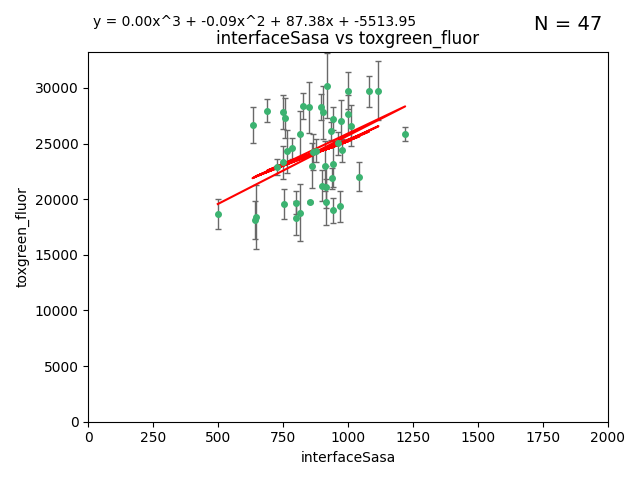 y = 0.00x^3 + -0.09x^2 + 87.38x + -5513.95
N = 47
interfaceSasa vs toxgreen_fluor
30000
25000
20000
15000
10000
5000
0
toxgreen_fluor
0 250 500 750 1000 1250 1500 1750 2000
interfaceSasa